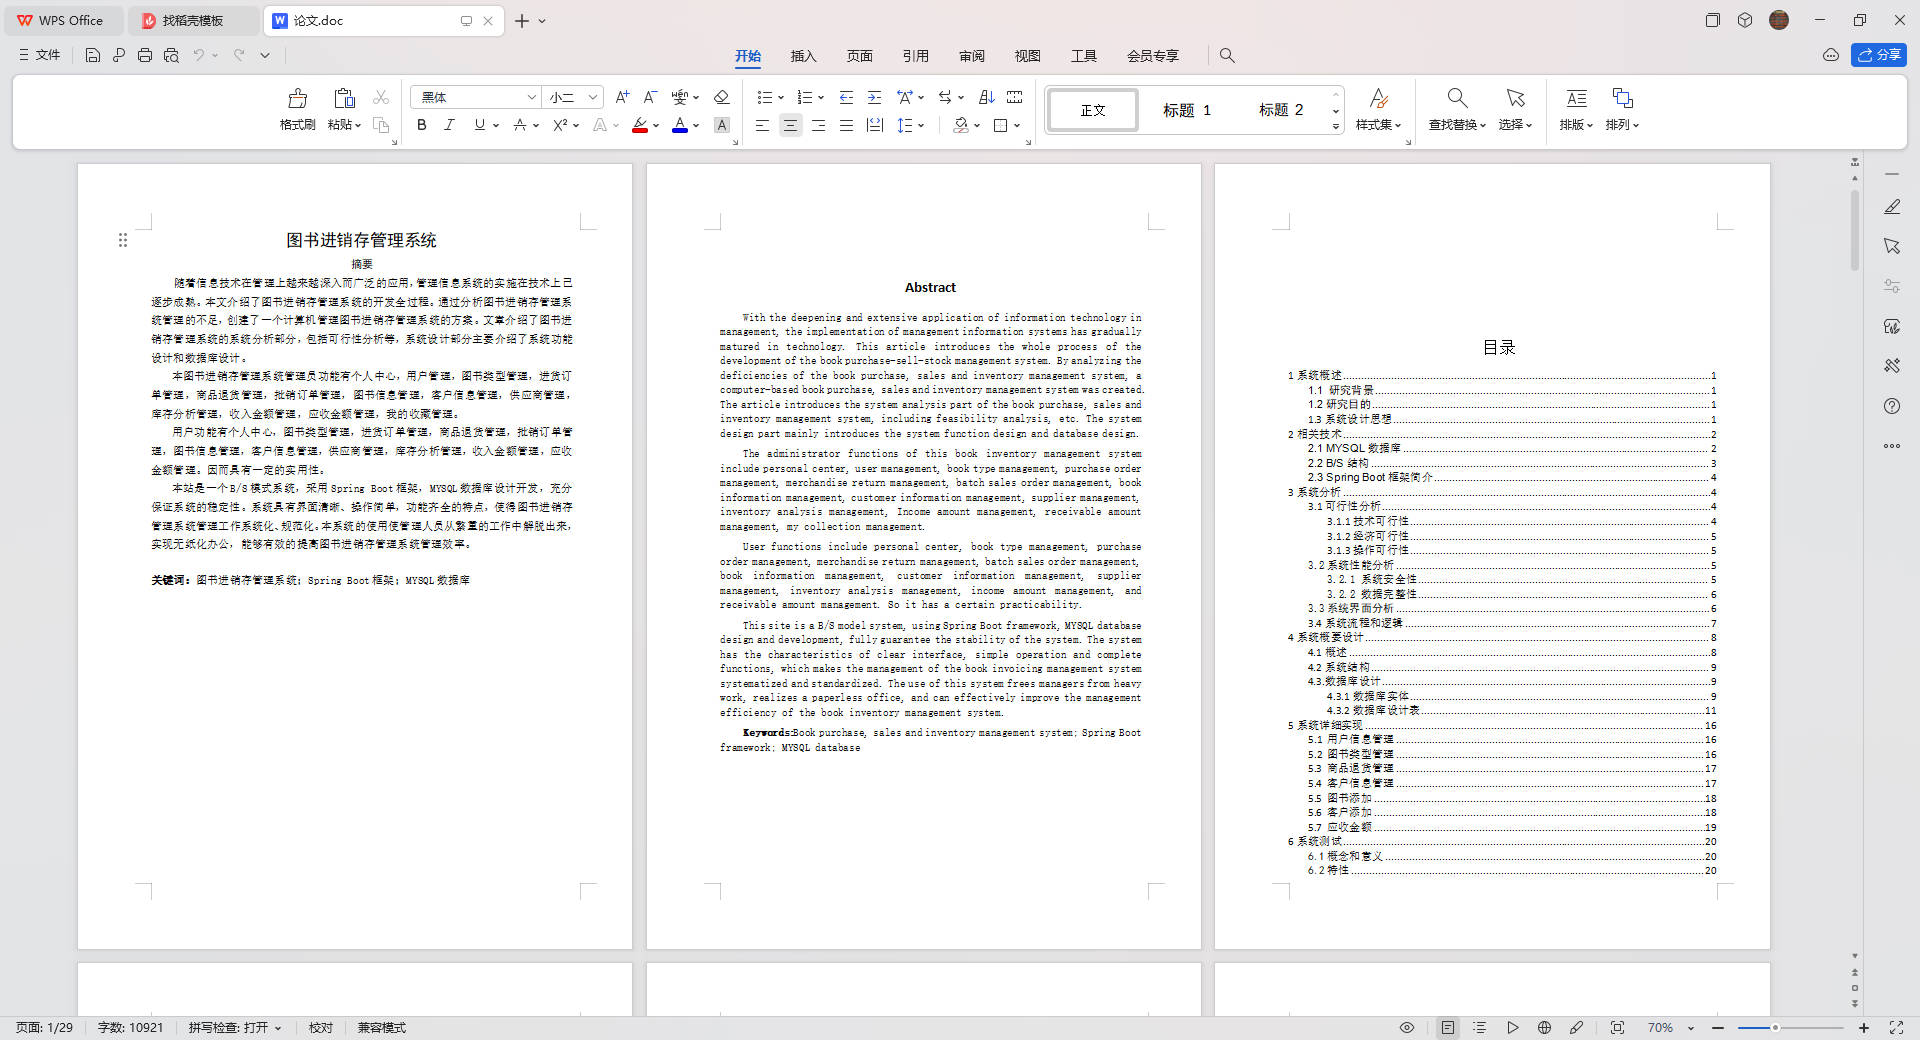 WPS Office
找稻壳模板
论文.doc
文件
开始
插入
页面
引用
审阅
视图
工具
会员专享
分享
格式刷
粘贴
黑体
小二
正文
标题 1
标题 2
样式集
查找替换
选择
排版
排列
图书进销存管理系统
摘要
随着信息技术在管理上越来越深入而广泛的应用,管理信息系统的实施在技术上已
逐步成熟。本文介绍了图书进销存管理系统的开发全过程。通过分析图书进销存管理系
统管理的不足,创建了一个计算机管理图书进销存管理系统的方案。文章介绍了图书进
销存管理系统的系统分析部分,包括可行性分析等,系统设计部分主要介绍了系统功能
设计和数据库设计。
本图书进销存管理系统管理员功能有个人中心,用户管理,图书类型管理,进货订
单管理,商品退货管理,批销订单管理,图书信息管理,客户信息管理,供应商管理,
库存分析管理,收入金额管理,应收金额管理,我的收藏管理。
用户功能有个人中心,图书类型管理,进货订单管理,商品退货管理,批销订单管
理,图书信息管理,客户信息管理,供应商管理,库存分析管理,收入金额管理,应收
金额管理。因而具有一定的实用性。
本站是一个B/S模式系统,采用Spring Boot框架,MYSQL数据库设计开发,充分
保证系统的稳定性。系统具有界面清晰、操作简单,功能齐全的特点,使得图书进销存
管理系统管理工作系统化、规范化。本系统的使用使管理人员从繁重的工作中解脱出来,
实现无纸化办公,能够有效的提高图书进销存管理系统管理效率。
关键词:图书进销存管理系统;Spring Boot框架;MYSQL数据库
Abstract
With the deepening and extensive application of information technology in
management, the implementation of management information systems has gradually
matured in technology. This article introduces the whole process of the
development of the book purchase-sell-stock management system. By analyzing the
deficiencies of the book purchase, sales and inventory management system, a
computer-based book purchase, sales and inventory management system was created.
The article introduces the system analysis part of the book purchase, sales and
inventory management system, including feasibility analysis, etc. The system
design part mainly introduces the system function design and database design.
The administrator functions of this book inventory management system
include personal center, user management, book type management, purchase order
management, merchandise return management, batch sales order management, book
information management, customer information management, supplier management,
inventory analysis management, Income amount management, receivable amount
management, my collection management.
User functions include personal center, book type management, purchase
order management, merchandise return management, batch sales order management,
book information management, customer information management, supplier
management, inventory analysis management, income amount management, and
receivable amount management. So it has a certain practicability.
This site is a B/S model system, using Spring Boot framework, MYSQL database
design and development, fully guarantee the stability of the system. The system
has the characteristics of clear interface, simple operation and complete
functions, which makes the management of the book invoicing management system
systematized and standardized. The use of this system frees managers from heavy
work, realizes a paperless office, and can effectively improve the management
efficiency of the book inventory management system.
Keywords:Book purchase, sales and inventory management system; Spring Boot
framework; MYSQL database
目录
1 系统概述 1
1.1 研究背景 1
1.2 研究目的 1
1.3 系统设计思想 1
2 相关技术 2
2.1 MYSQL 数据库 2
2.2 B/S 结构 3
2.3 Spring Boot 框架简介 4
3 系统分析 4
3.1 可行性分析 4
3.1.1 技术可行性 4
3.1.2 经济可行性 5
3.1.3 操作可行性 5
3.2 系统性能分析 5
3.2.1 系统安全性 5
3.2.2 数据完整性 6
3.3 系统界面分析 6
3.4 系统流程和逻辑 7
4 系统概要设计 8
4.1 概述 8
4.2 系统结构 9
4.3.数据库设计 9
4.3.1 数据库实体 9
4.3.2 数据库设计表 11
5 系统详细实现 16
5.1 用户信息管理 16
5.2 图书类型管理 16
5.3 商品退货管理 17
5.4 客户信息管理 17
5.5 图书添加 18
5.6 客户添加 18
5.7 应收金额 19
6 系统测试 20
6.1 概念和意义 20
6.2 特性 20
页面: 1/29
字数: 10921
拼写检查: 打开
校对
兼容模式
70%